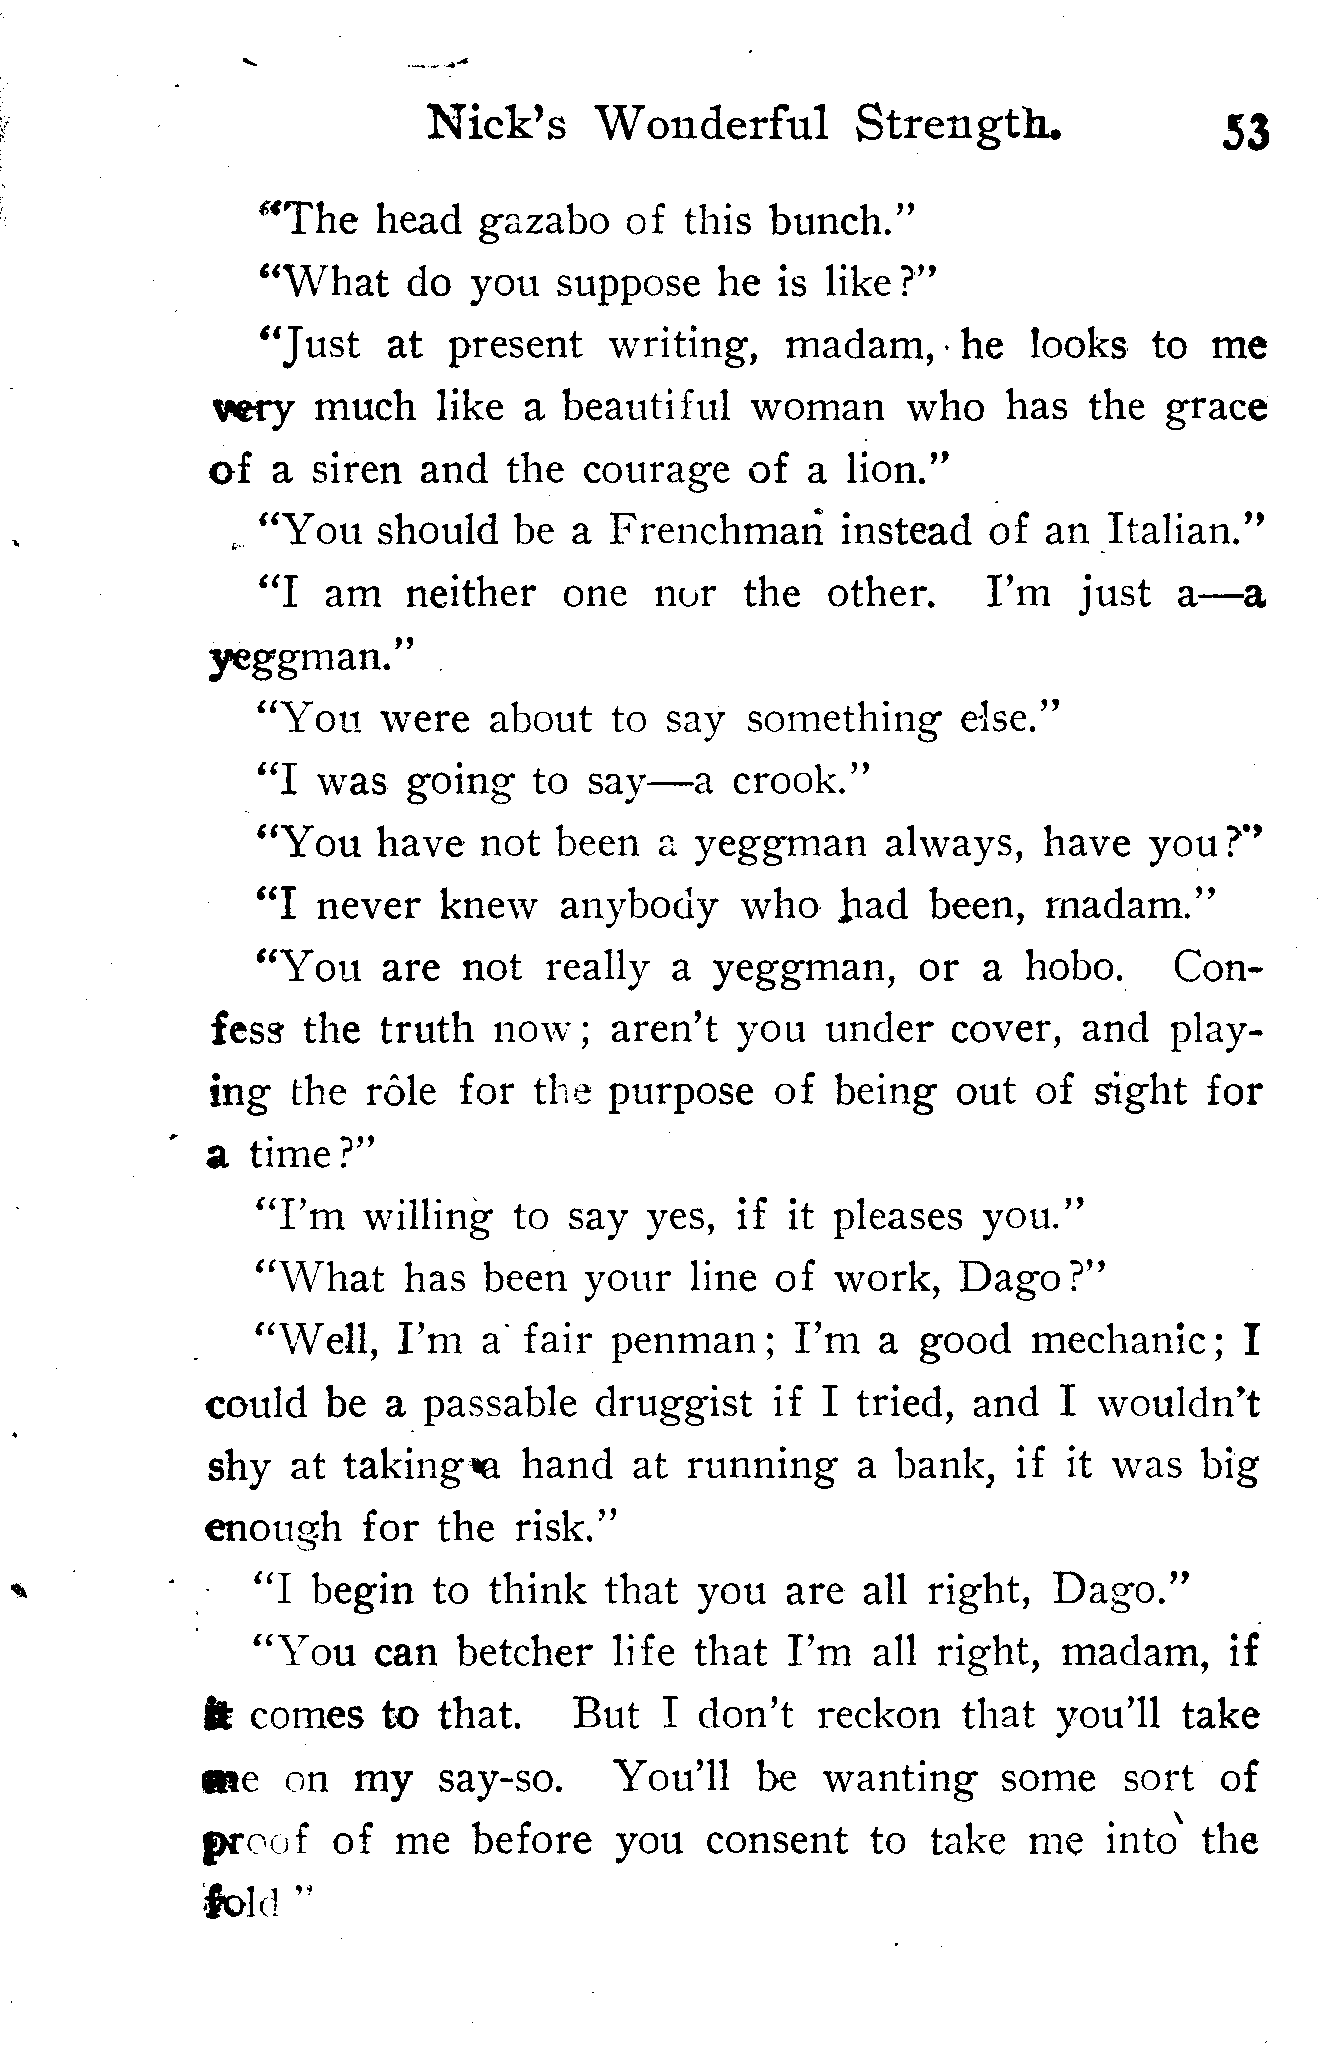 Nick's Wonderful Strength. 53
"The head gazabo of this bunch."
"What do you suppose he is like?"
"Just at present writing, madam, he looks to me
very much like a beautiful woman who has the grace
of a siren and the courage of a lion."
"You should be a Frenchman instead of an Italian."
"I am neither one nor the other. I'm just a—a
yeggman."
"You were about to say something else."
"I was going to say—a crook."
"You have not been a yeggman always, have you?"
"I never knew anybody who had been, madam."
"You are not really a yeggman, or a hobo. Con-
fess the truth now; aren't you under cover, and play-
ing the rôle for the purpose of being out of sight for
a time?"
"I'm willing to say yes, if it pleases you."
"What has been your line of work, Dago?"
"Well, I'm a fair penman; I'm a good mechanic; I
could be a passable druggist if I tried, and I wouldn't
shy at taking a hand at running a bank, if it was big
enough for the risk."
"I begin to think that you are all right, Dago."
"You can betcher life that I'm all right, madam, if
it comes to that. But I don't reckon that you'll take
me on my say-so. You'll be wanting some sort of
proof of me before you consent to take me into the
fold"